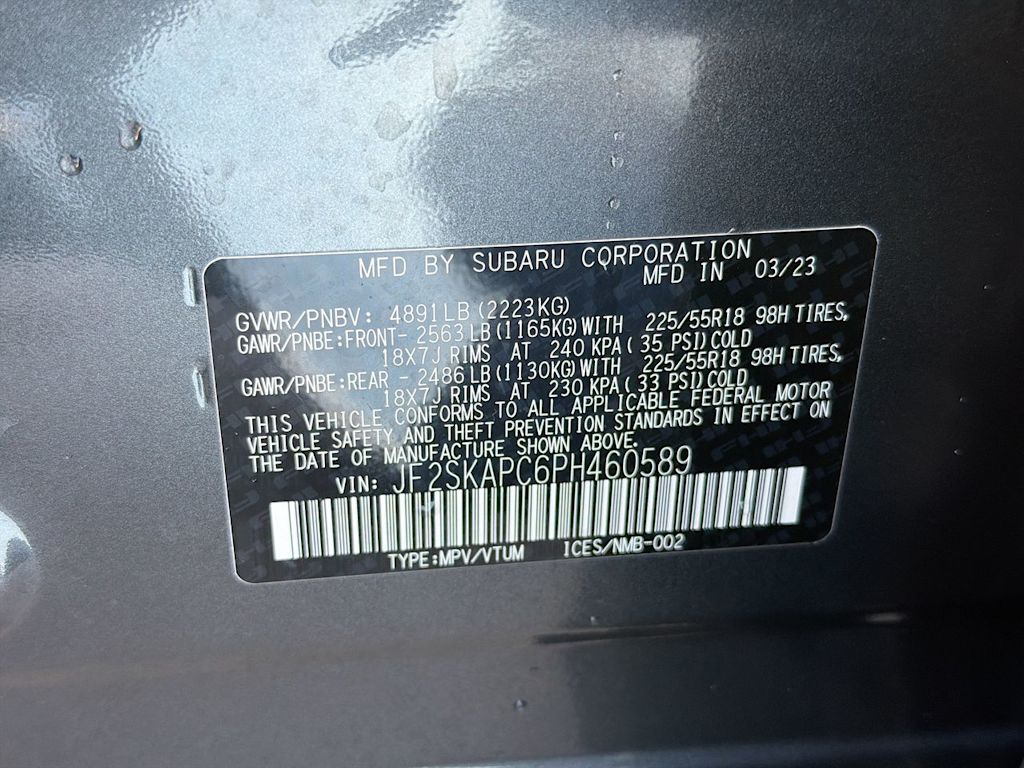 MFD BY SUBARU CORPORATION
MFD IN 03/23
GVWR/PNBV: 4891LB(2223KG)
GAWR/PNBE:FRONT- 2563LB(1165KG)WITH 225/55R18 98H TIRES,
18X7J RIMS AT 240 KPA( 35 PSI)COLD
GAWR/PNBE:REAR - 2486LB(1130KG)WITH 225/55R18 98H TIRES,
18X7J RIMS AT 230 KPA( 33 PSI)COLD
THIS VEHICLE CONFORMS TO ALL APPLICABLE FEDERAL MOTOR
VEHICLE SAFETY AND THEFT PREVENTION STANDARDS IN EFFECT ON
THE DATE OF MANUFACTURE SHOWN ABOVE.
VIN: JF2SKAPC6PH460589
TYPE:MPV/VTUM ICES/NMB-002